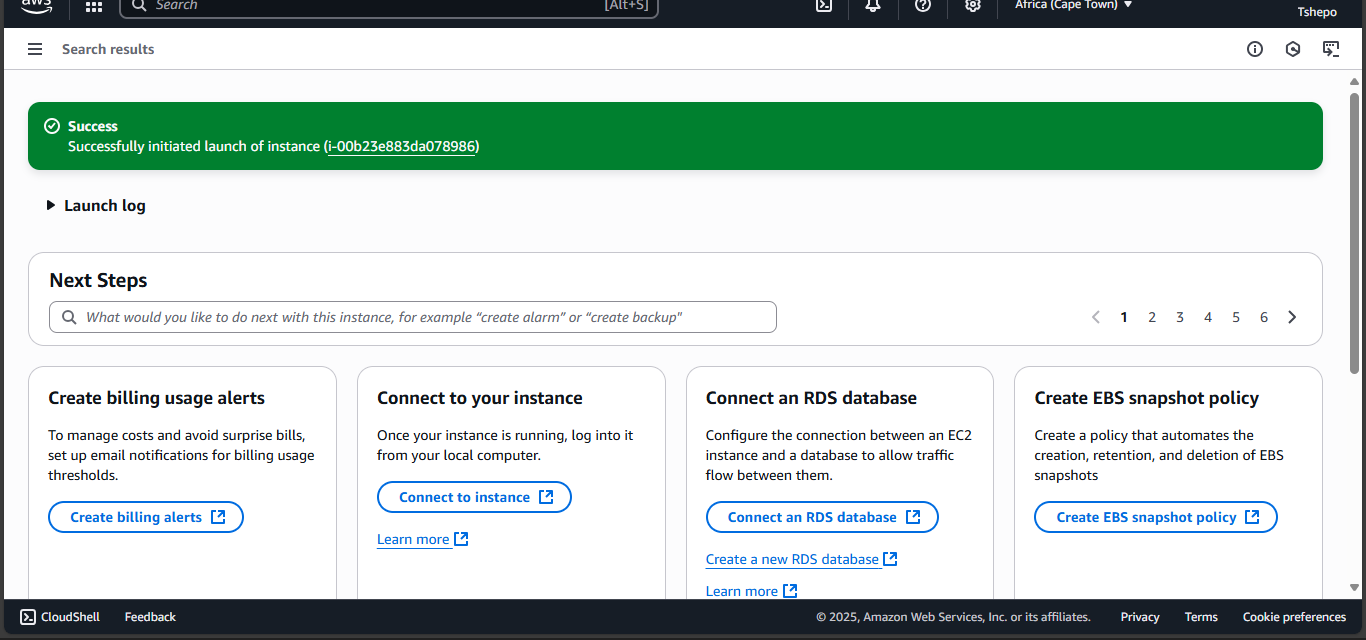 aws
Search
[Alt+S]
Africa (Cape Town)
Tshepo
Search results
Success
Successfully initiated launch of instance (i-00b23e883da078986)
Launch log
Next Steps
What would you like to do next with this instance, for example “create alarm” or “create backup”
1 2 3 4 5 6
Create billing usage alerts
To manage costs and avoid surprise bills,
set up email notifications for billing usage
thresholds.
Create billing alerts
Connect to your instance
Once your instance is running, log into it
from your local computer.
Connect to instance
Learn more
Connect an RDS database
Configure the connection between an EC2
instance and a database to allow traffic
flow between them.
Connect an RDS database
Create a new RDS database
Learn more
Create EBS snapshot policy
Create a policy that automates the
creation, retention, and deletion of EBS
snapshots
Create EBS snapshot policy
CloudShell
Feedback
© 2025, Amazon Web Services, Inc. or its affiliates.
Privacy
Terms
Cookie preferences